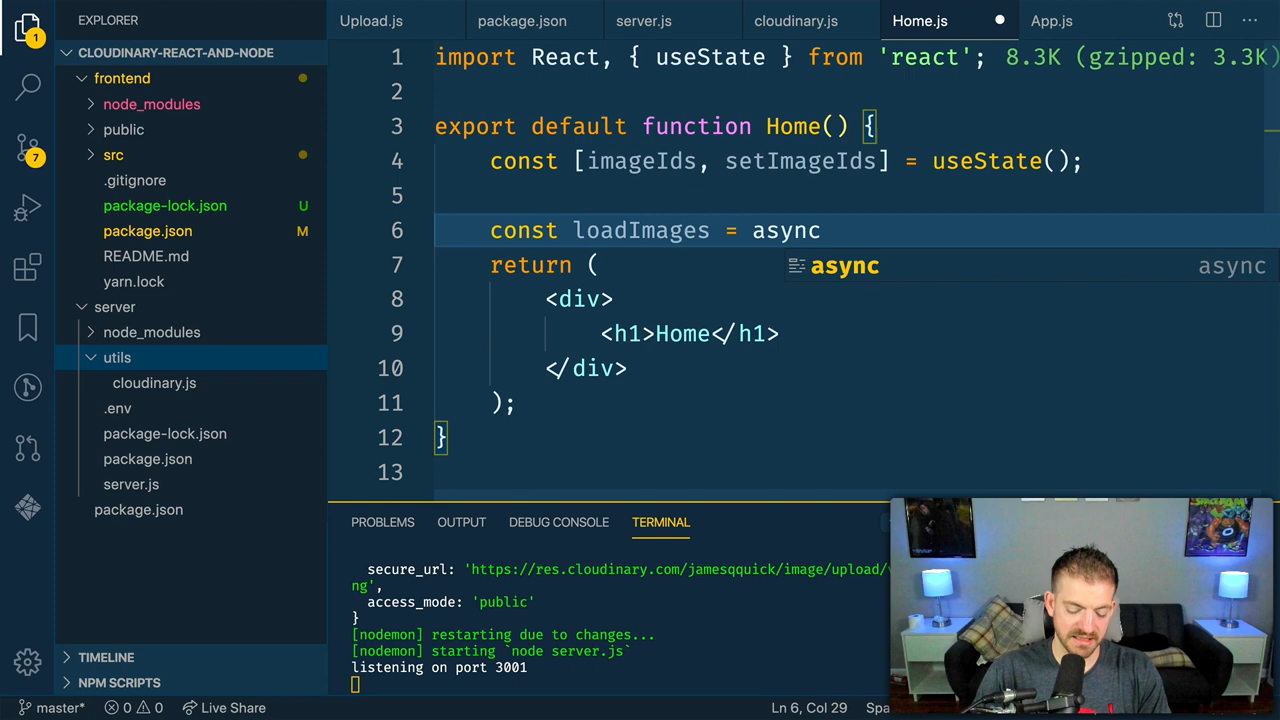 EXPLORER
Upload.js
package.json
server.js
cloudinary.js
Home.js
App.js
1
CLOUDINARY-REACT-AND-NODE
frontend
node_modules
public
src
.gitignore
package-lock.json U
package.json M
README.md
yarn.lock
server
node_modules
utils
cloudinary.js
.env
package-lock.json
package.json
server.js
package.json
7
TIMELINE
NPM SCRIPTS
1 import React, { useState } from 'react'; 8.3K (gzipped: 3.3K)
2
3 export default function Home() {
4 const [imageIds, setImageIds] = useState();
5
6 const loadImages = async
7 return (
async async
8 <div>
9 <h1>Home</h1>
10 </div>
11 );
12 }
13
PROBLEMS OUTPUT DEBUG CONSOLE TERMINAL
secure_url: 'https://res.cloudinary.com/jamesqquick/image/upload/
ng',
access_mode: 'public'
}
[nodemon] restarting due to changes...
[nodemon] starting `node server.js`
listening on port 3001
master* 0 0 Live Share
Ln 6, Col 29